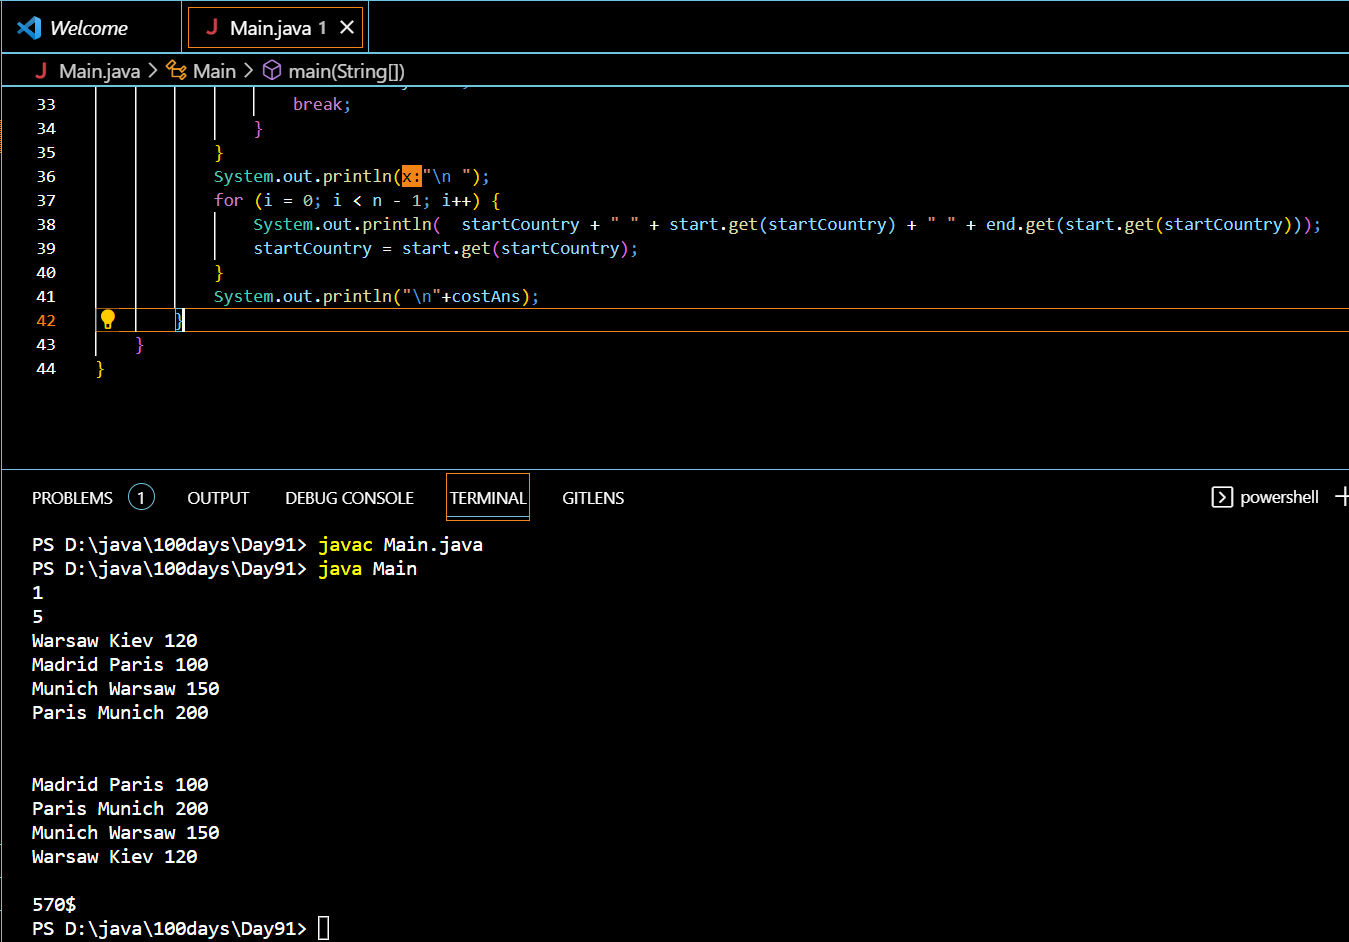 Welcome
Main.java 1
Main.java > Main > main(String[])
33 break;
34 }
35 }
36 System.out.println(x:"\n ");
37 for (i = 0; i < n - 1; i++) {
38 System.out.println(  startCountry + " " + start.get(startCountry) + " " + end.get(start.get(startCountry)));
39 startCountry = start.get(startCountry);
40 }
41 System.out.println("\n"+costAns);
42 }
43 }
44 }
PROBLEMS 1 OUTPUT DEBUG CONSOLE TERMINAL GITLENS powershell
PS D:\java\100days\Day91> javac Main.java
PS D:\java\100days\Day91> java Main
1
5
Warsaw Kiev 120
Madrid Paris 100
Munich Warsaw 150
Paris Munich 200
Madrid Paris 100
Paris Munich 200
Munich Warsaw 150
Warsaw Kiev 120
570$
PS D:\java\100days\Day91>